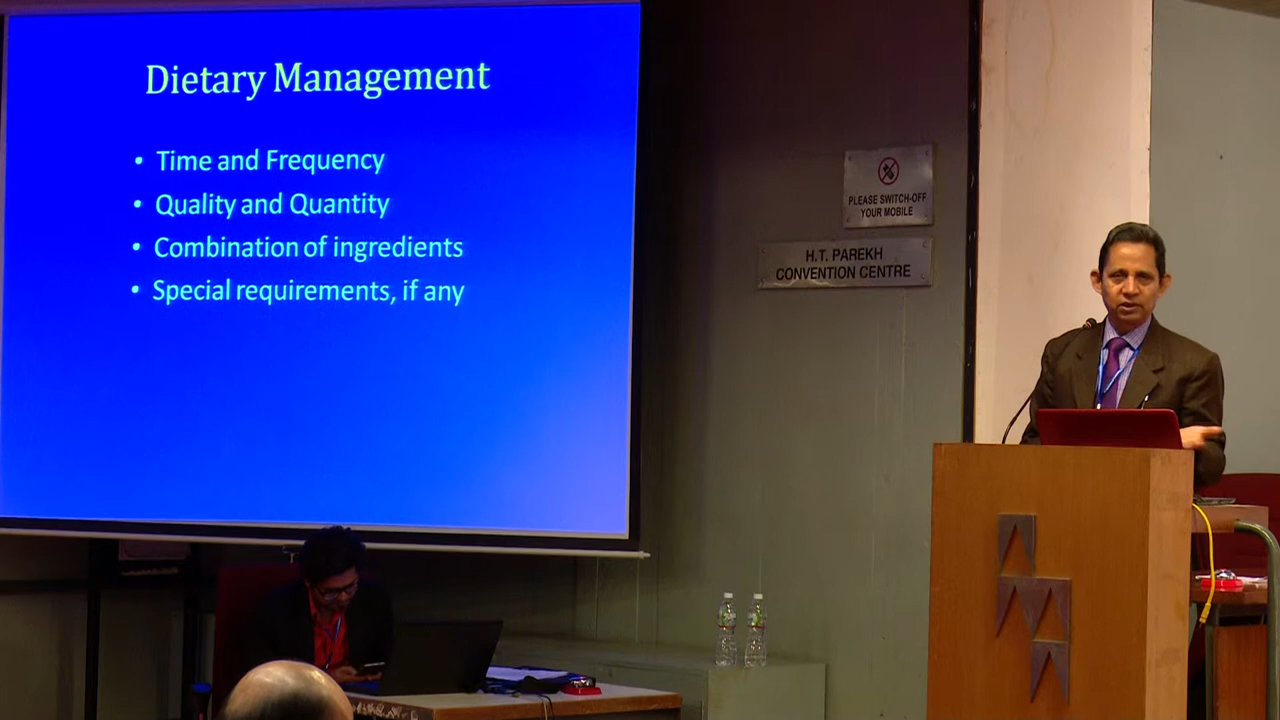 Dietary Management
• Time and Frequency
• Quality and Quantity
• Combination of ingredients
• Special requirements, if any
PLEASE SWITCH-OFF
YOUR MOBILE
H.T. PAREKH
CONVENTION CENTRE